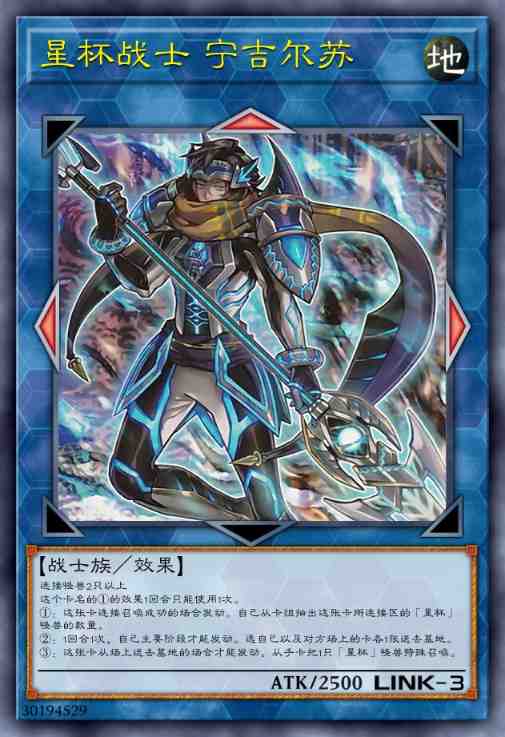 星杯战士 宁吉尔苏
地
【战士族／效果】
连接怪兽2只以上
这个卡名的①的效果1回合只能使用1次。
①：这张卡连接召唤成功的场合发动。自己从卡组抽出这张卡所连接区的「星杯」
怪兽的数量。
②：1回合1次，自己主要阶段才能发动。选自己以及对方场上的卡各1张送去墓地。
③：这张卡从场上送去墓地的场合才能发动。从手卡把1只「星杯」怪兽特殊召唤。
ATK/2500 LINK-3
30194529